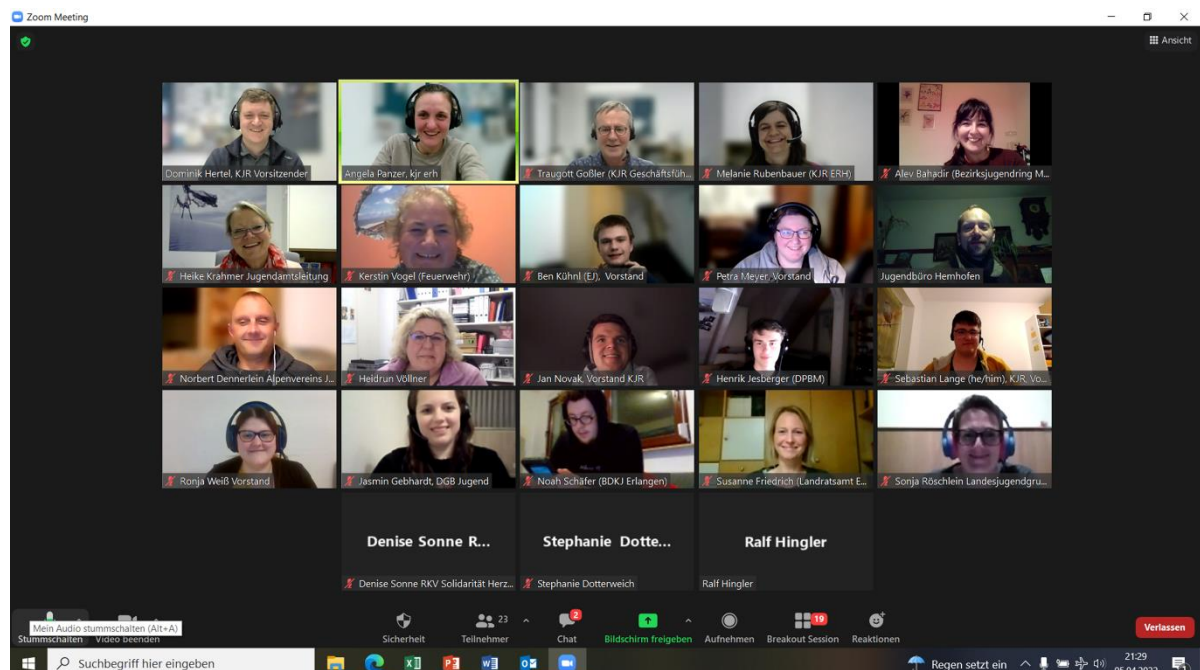 Zoom Meeting
Ansicht
Dominik Hertel, KJR Vorsitzender
Angela Panzer, kjr erh
Traugott Goßler (KJR Geschäftsfüh...
Melanie Rubenbauer (KJR ERH)
Alev Bahadir (Bezirksjugendring M...
Heike Krahmer Jugendamtsleitung
Kerstin Vogel (Feuerwehr)
Ben Kühnl (EJ), Vorstand
Petra Meyer, Vorstand
Jugendbüro Hemhofen
Norbert Dennerlein Alpenvereins J...
Heidrun Völlner
Jan Novak, Vorstand KJR
Henrik Jesberger (DPBM)
Sebastian Lange (he/him), KJR, Vo...
Ronja Weiß Vorstand
Jasmin Gebhardt, DGB Jugend
Noah Schäfer (BDKJ Erlangen)
Susanne Friedrich (Landratsamt E...
Sonja Röschlein Landesjugendgru...
Denise Sonne R...
Stephanie Dotte...
Ralf Hingler
Denise Sonne RKV Solidarität Herz...
Stephanie Dotterweich
Ralf Hingler
Mein Audio stummschalten (Alt+A)
Stummschalten
Video beenden
Sicherheit
23
Teilnehmer
2
Chat
Bildschirm freigeben
Aufnehmen
19
Breakout Session
Reaktionen
Verlassen
Suchbegriff hier eingeben
Regen setzt ein
21:29
05.04.2022